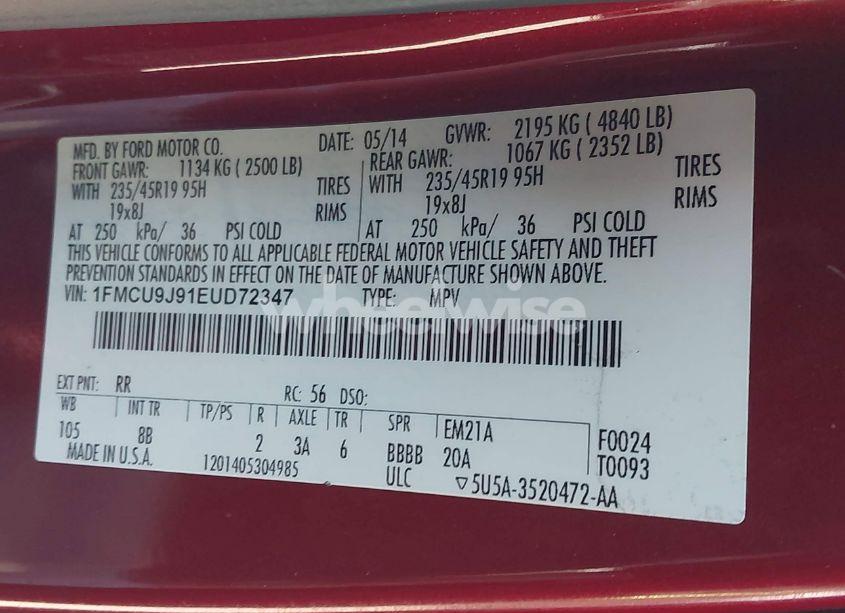 MFD. BY FORD MOTOR CO. DATE: 05/14 GVWR: 2195 KG ( 4840 LB)
FRONT GAWR: 1134 KG ( 2500 LB) REAR GAWR: 1067 KG ( 2352 LB)
WITH 235/45R19 95H TIRES WITH 235/45R19 95H TIRES
19x8J RIMS 19x8J RIMS
AT 250 kPa/ 36 PSI COLD AT 250 kPa/ 36 PSI COLD
THIS VEHICLE CONFORMS TO ALL APPLICABLE FEDERAL MOTOR VEHICLE SAFETY AND THEFT
PREVENTION STANDARDS IN EFFECT ON THE DATE OF MANUFACTURE SHOWN ABOVE.
VIN: 1FMCU9J91EUD72347 TYPE: MPV
wheelwise
EXT PNT: RR RC: 56 DSO:
WB INT TR TP/PS R AXLE TR SPR EM21A F0024
105 8B 2 3A 6 BBBB 20A T0093
MADE IN U.S.A. 1201405304985 ULC ▽5U5A-3520472-AA